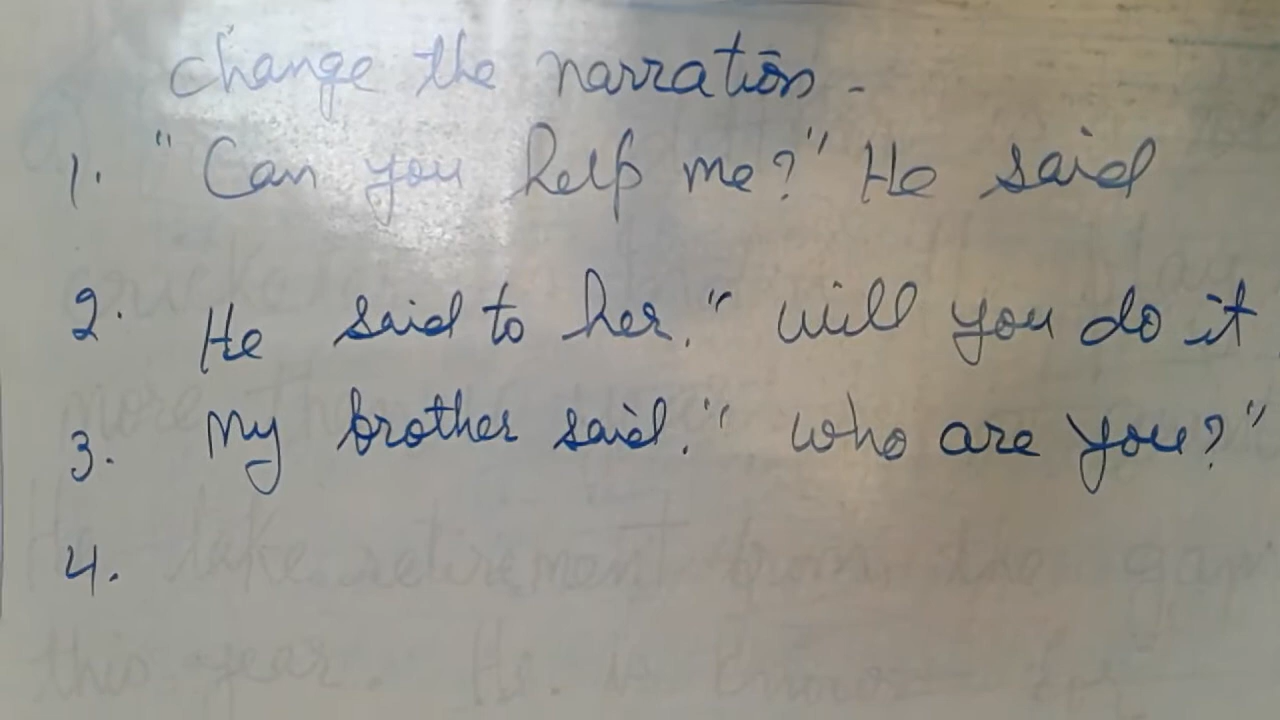 Change the narration -
1. "Can you help me?" He said
2. He said to her. "will you do it
3. My brother said. "who are you?"
4.